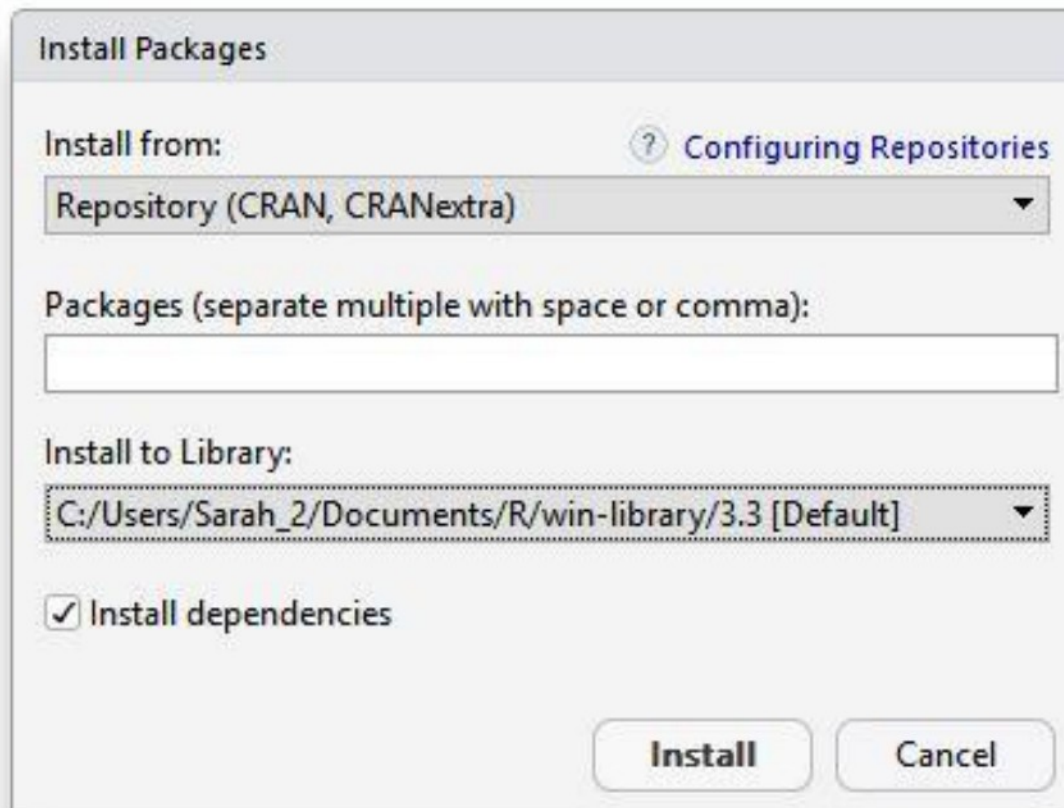 Install Packages
Install from:
? Configuring Repositories
Repository (CRAN, CRANextra)
Packages (separate multiple with space or comma):
Install to Library:
C:/Users/Sarah_2/Documents/R/win-library/3.3 [Default]
Install dependencies
Install
Cancel